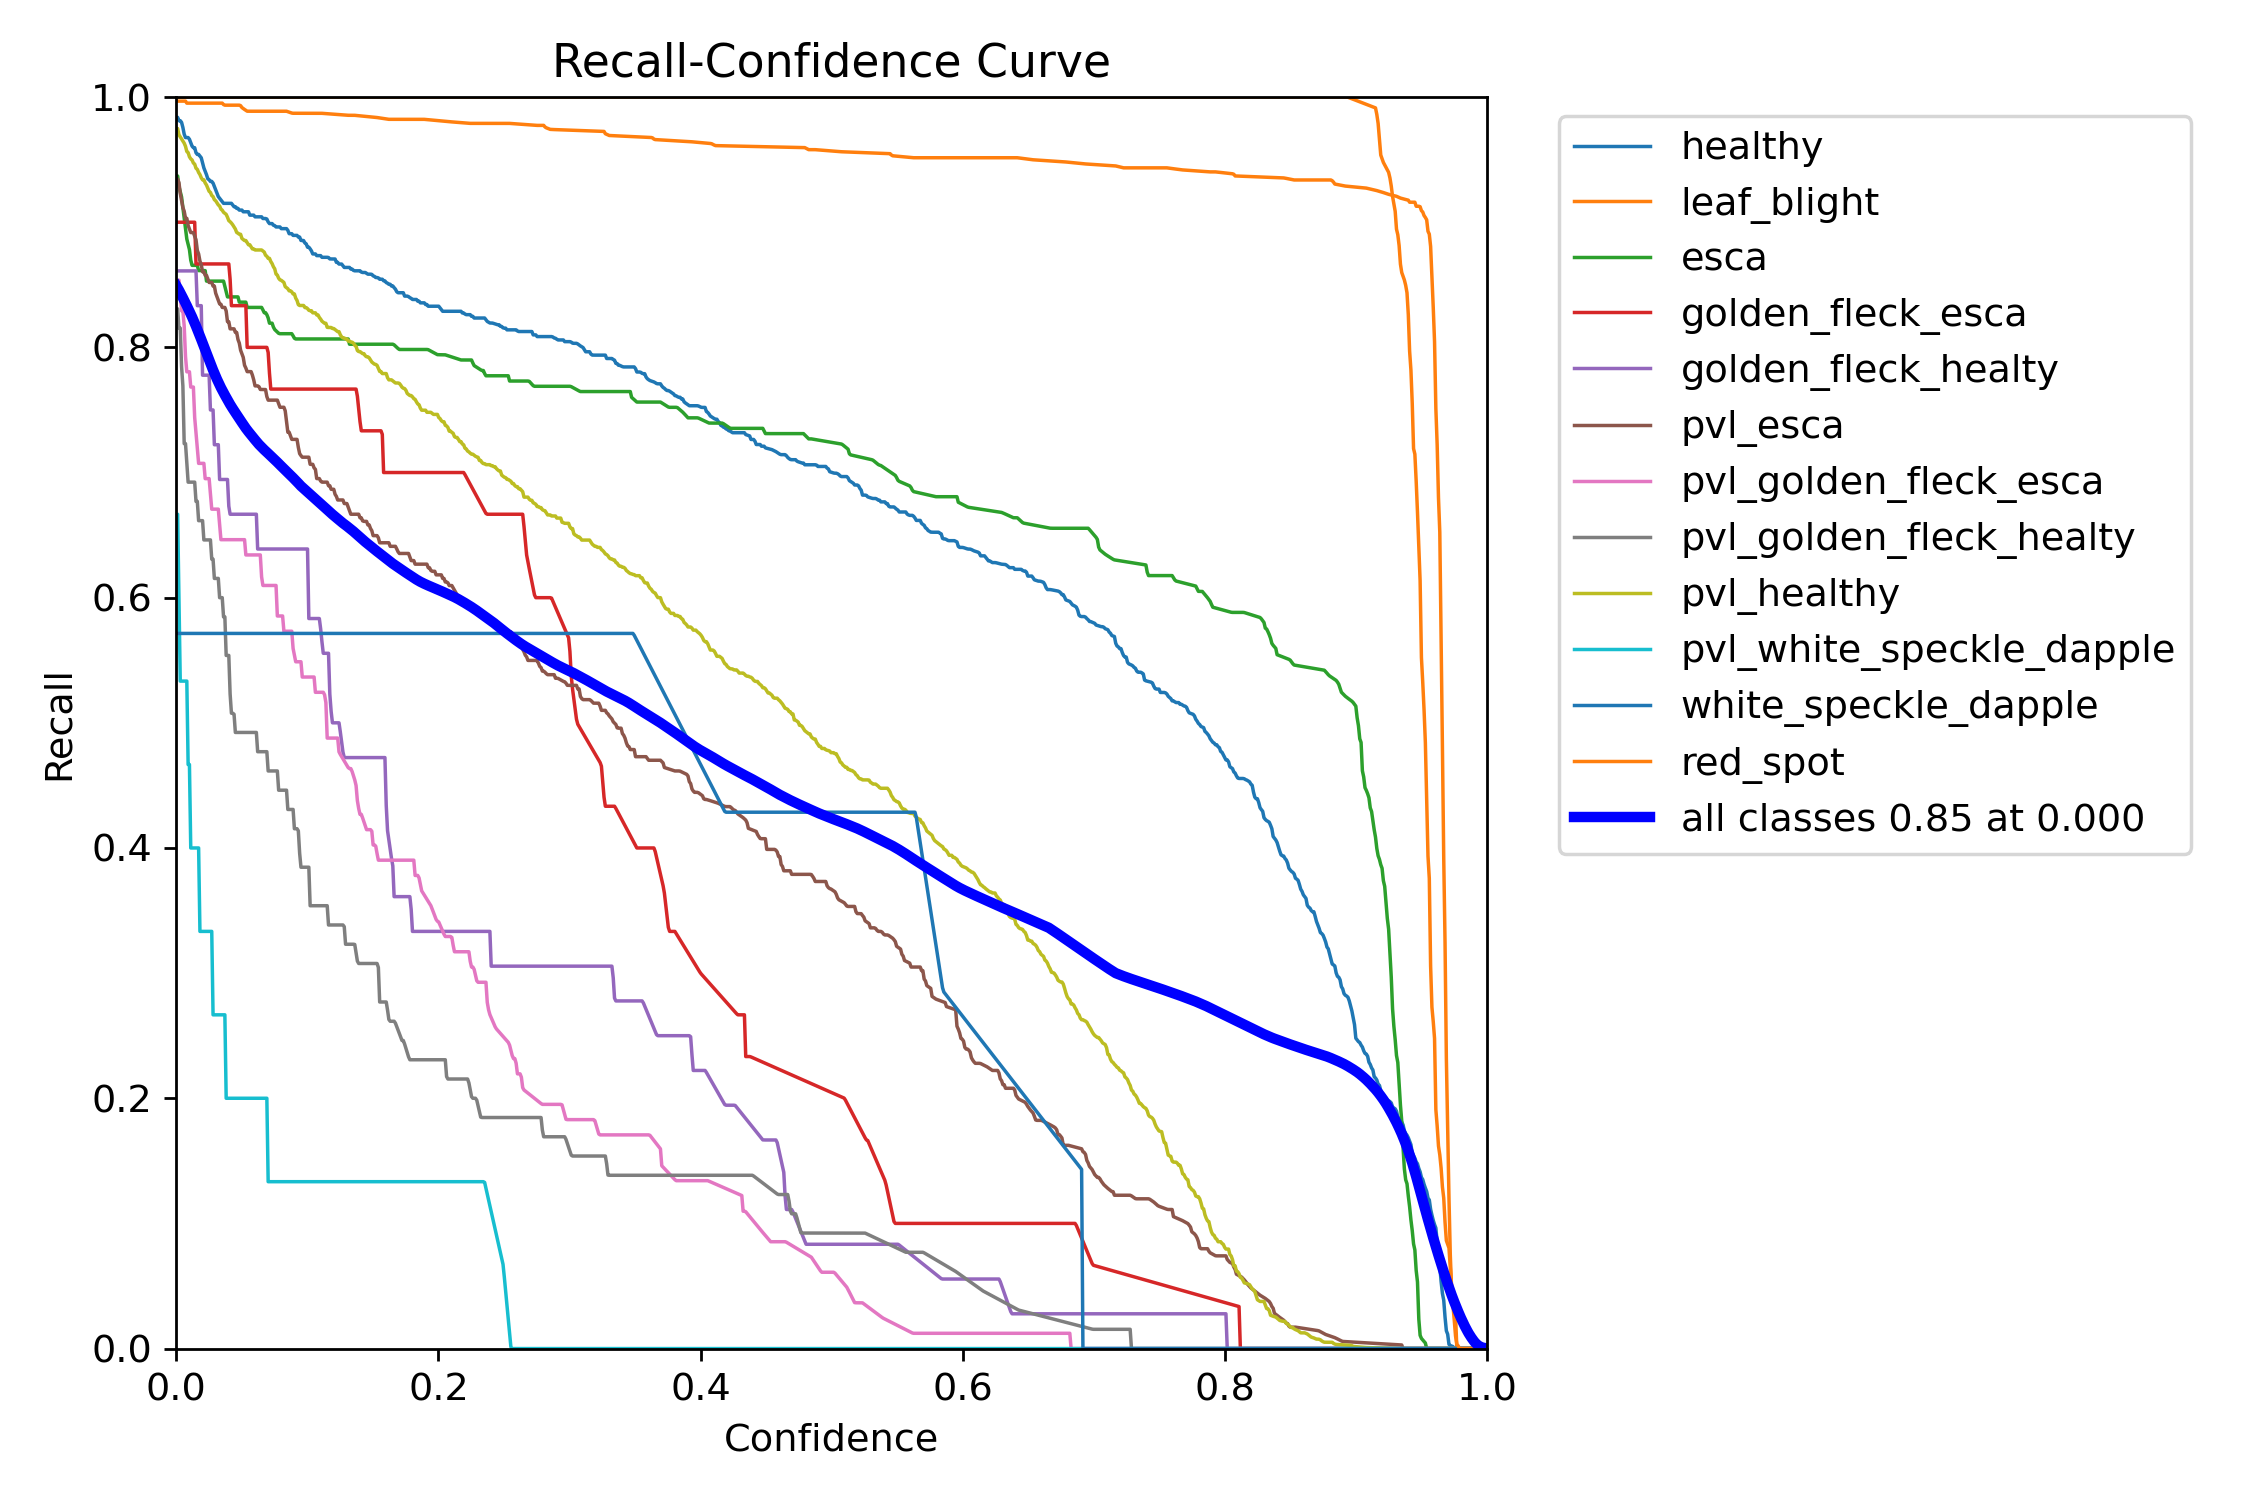 Recall-Confidence Curve
1.0
0.8
0.6
0.4
0.2
0.0
Recall
0.0 0.2 0.4 0.6 0.8 1.0
Confidence
healthy
leaf_blight
esca
golden_fleck_esca
golden_fleck_healty
pvl_esca
pvl_golden_fleck_esca
pvl_golden_fleck_healty
pvl_healthy
pvl_white_speckle_dapple
white_speckle_dapple
red_spot
all classes 0.85 at 0.000